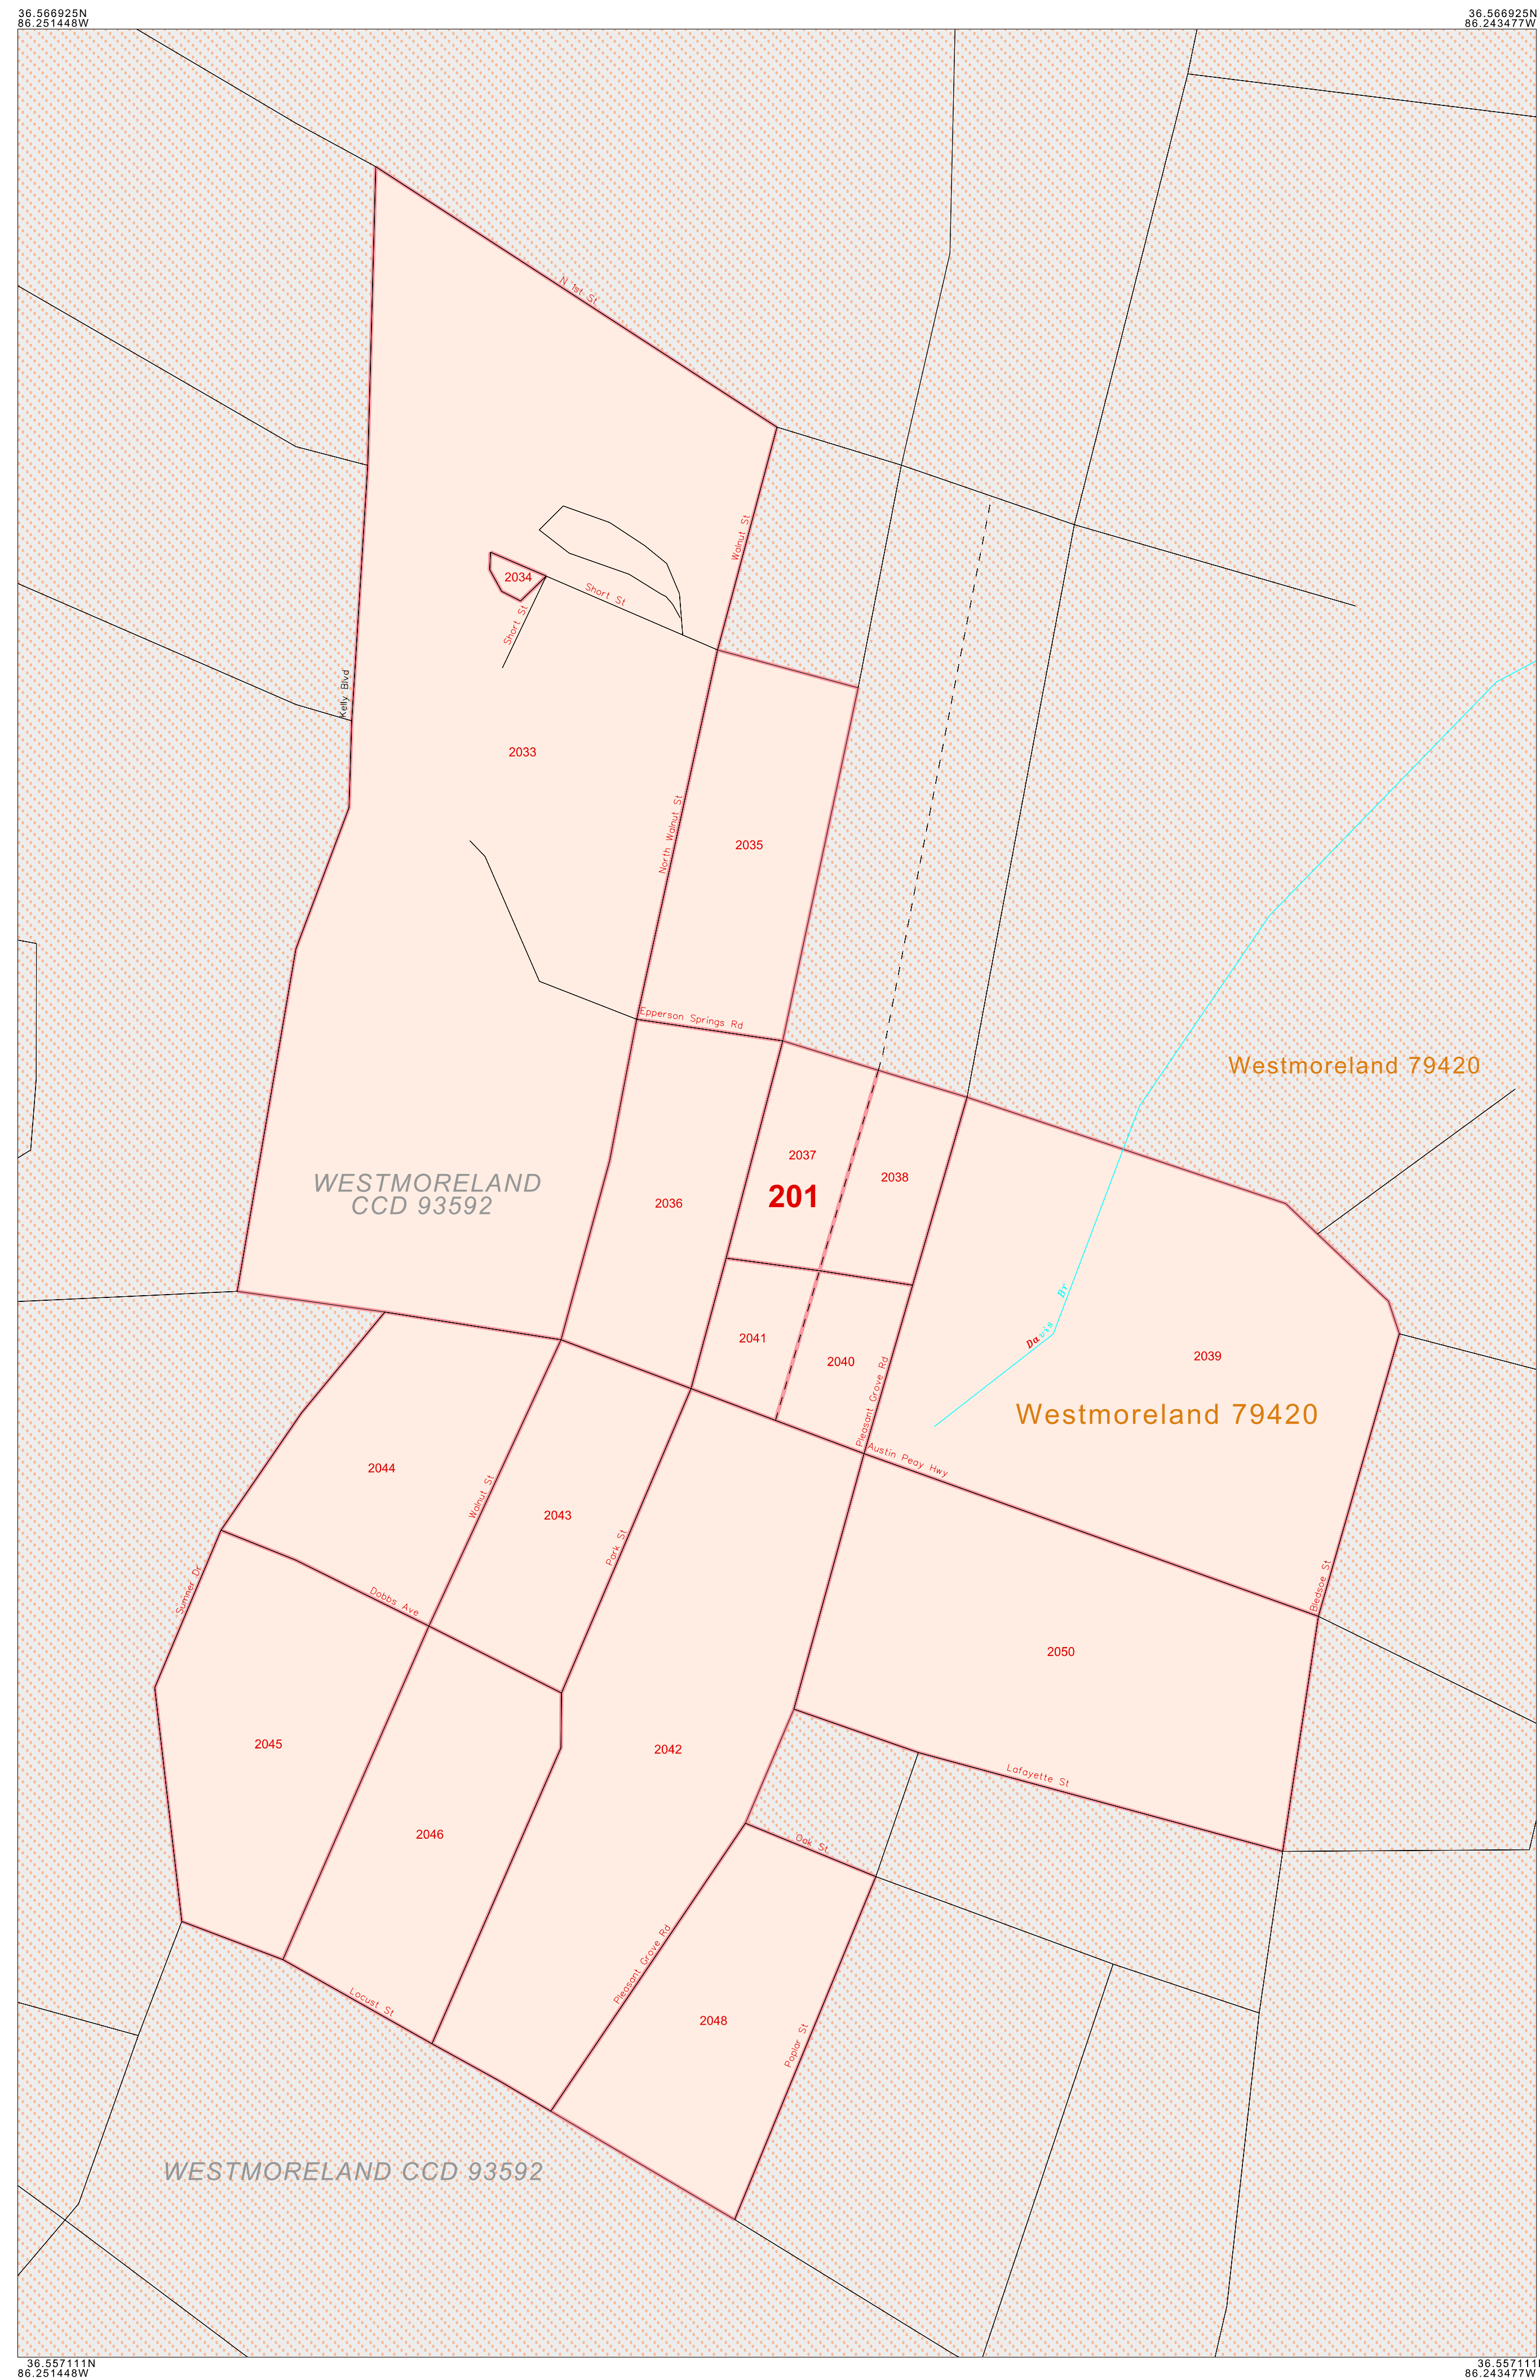 36.566925N
86.251448W
36.566925N
86.243477W
N 1st St
Walnut St
2034
Short St
Short St
Kelly Blvd
2033
North Walnut St
2035
Epperson Springs Rd
Westmoreland 79420
WESTMORELAND
CCD 93592
2036
2037
201
2038
Davis Br
2041
2040
2039
Pleasant Grove Rd
Westmoreland 79420
Austin Peay Hwy
2044
Walnut St
2043
Park St
Sumner Dr
Dobbs Ave
Bledsoe St
2050
2045
2042
Lafayette St
2046
Oak St
Pleasant Grove Rd
Locust St
2048
Poplar St
WESTMORELAND CCD 93592
36.557111N
86.251448W
36.557111N
86.243477W